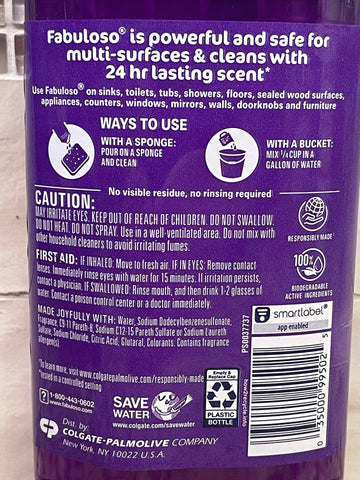 Fabuloso® is powerful and safe for
multi-surfaces & cleans with
24 hr lasting scent*
Use Fabuloso® on sinks, toilets, tubs, showers, floors, sealed wood surfaces,
appliances, counters, windows, mirrors, walls, doorknobs and furniture
WAYS TO USE
WITH A SPONGE:
POUR ON A SPONGE
AND CLEAN
WITH A BUCKET:
MIX 1/4 CUP IN A
GALLON OF WATER
No visible residue, no rinsing required
CAUTION:
MAY IRRITATE EYES. KEEP OUT OF REACH OF CHILDREN. DO NOT SWALLOW.
DO NOT HEAT. DO NOT SPRAY. Use in a well-ventilated area. Do not mix with
other household cleaners to avoid irritating fumes.
FIRST AID: IF INHALED: Move to fresh air. IF IN EYES: Remove contact
lenses. Immediately rinse eyes with water for 15 minutes. If irritation persists,
contact a physician. IF SWALLOWED: Rinse mouth, and then drink 1-2 glasses of
water. Contact a poison control center or a doctor immediately.
MADE JOYFULLY WITH: Water, Sodium Dodecylbenzenesulfonate,
Fragrance, C9-11 Pareth-8, Sodium C12-15 Pareth Sulfate or Sodium Laureth
Sulfate, Sodium Chloride, Citric Acid, Glutaral, Colorants. Contains fragrance
allergens.
RESPONSIBLY MADE*
100%
BIODEGRADABLE
ACTIVE INGREDIENTS
smartlabel®
app enabled
PS0037737
*To learn more, visit www.colgatepalmolive.com/responsibly-made
*Tested in a controlled setting
1-800-443-0602
www.fabuloso.com
SAVE
WATER
www.colgate.com/savewater
Empty &
Replace Cap
PLASTIC
BOTTLE
how2recycle.info
0 35000 99502 5
Dist. by:
COLGATE-PALMOLIVE COMPANY
New York, NY 10022 U.S.A.